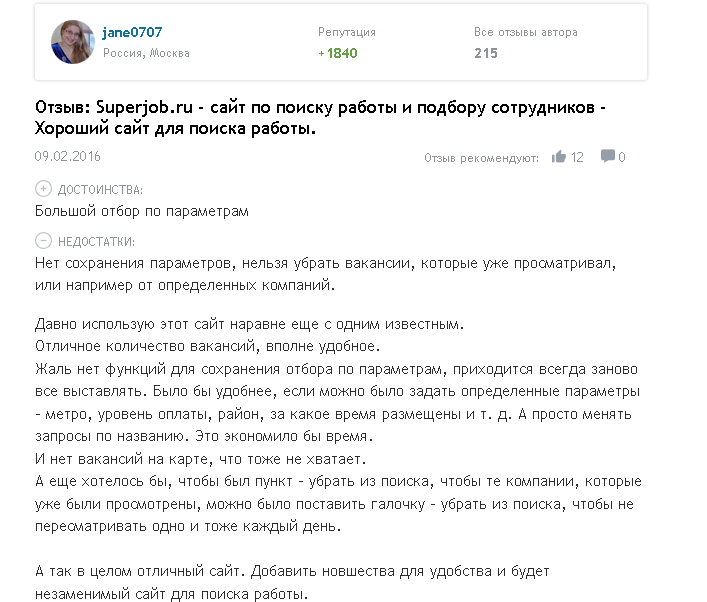 jane0707
Россия, Москва
Репутация
+1840
Все отзывы автора
215
Отзыв: Superjob.ru - сайт по поиску работы и подбору сотрудников -
Хороший сайт для поиска работы.
09.02.2016
Отзыв рекомендуют: 12 0
ДОСТОИНСТВА:
Большой отбор по параметрам
НЕДОСТАТКИ:
Нет сохранения параметров, нельзя убрать вакансии, которые уже просматривал,
или например от определенных компаний.
Давно использую этот сайт наравне еще с одним известным.
Отличное количество вакансий, вполне удобное.
Жаль нет функций для сохранения отбора по параметрам, приходится всегда заново
все выставлять. Было бы удобнее, если можно было задать определенные параметры
- метро, уровень оплаты, район, за какое время размещены и т. д. А просто менять
запросы по названию. Это экономило бы время.
И нет вакансий на карте, что тоже не хватает.
А еще хотелось бы, чтобы был пункт - убрать из поиска, чтобы те компании, которые
уже были просмотрены, можно было поставить галочку - убрать из поиска, чтобы не
пересматривать одно и тоже каждый день.
А так в целом отличный сайт. Добавить новшества для удобства и будет
незаменимый сайт для поиска работы.